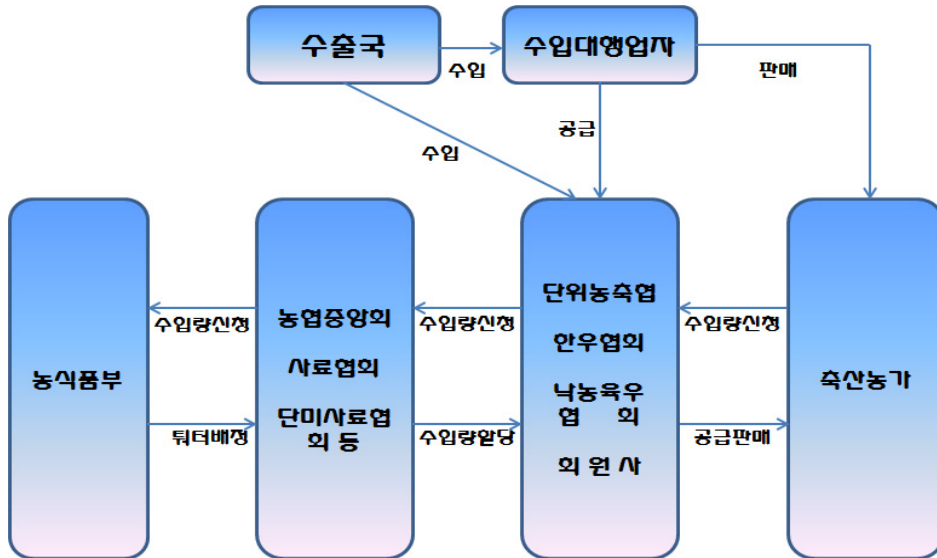 수출국
수입대행업자
수입
판매
공급
수입
농식품부
수입량신청
쿼터배정
농협중앙회
사료협회
단미사료협
회 등
수입량신청
수입량할당
단위농축협
한우협회
낙농육우
협 회
회 원 사
수입량신청
공급판매
축산농가